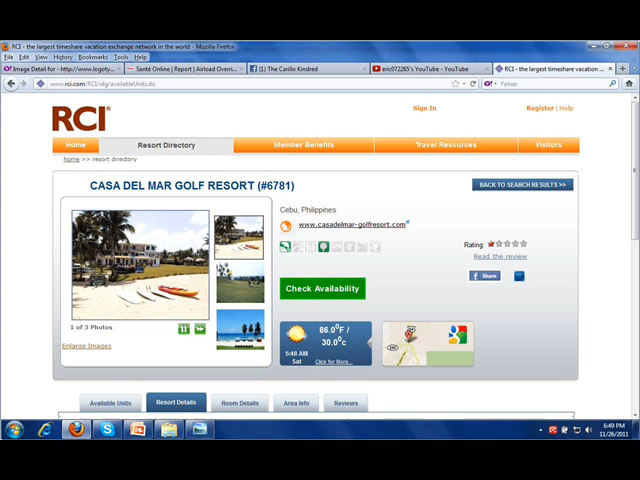 RCI - the largest timeshare vacation exchange network in the world - Mozilla Firefox
File Edit View History Bookmarks Tools Help
Image Detail for - http://www.logoty...
Santé Online | Report | Airload Overri...
(1) The Carillo Kindred
eric072265's YouTube - YouTube
RCI - the largest timeshare vacation ...
www.rci.com/RCI/rdg/availableUnits.do
Yahoo
Sign In
Register | Help
RCI
Home
Resort Directory
Member Benefits
Travel Resources
Visitors
home >> resort directory
CASA DEL MAR GOLF RESORT (#6781)
BACK TO SEARCH RESULTS >>
Cebu, Philippines
www.casadelmar-golfresort.com
Rating:
Read the review
Share
Check Availability
1 of 3 Photos
Enlarge Images
86.0°F /
30.0°c
5:48 AM
Sat
Click for More...
Available Units
Resort Details
Room Details
Area Info
Reviews
6:49 PM
11/26/2011